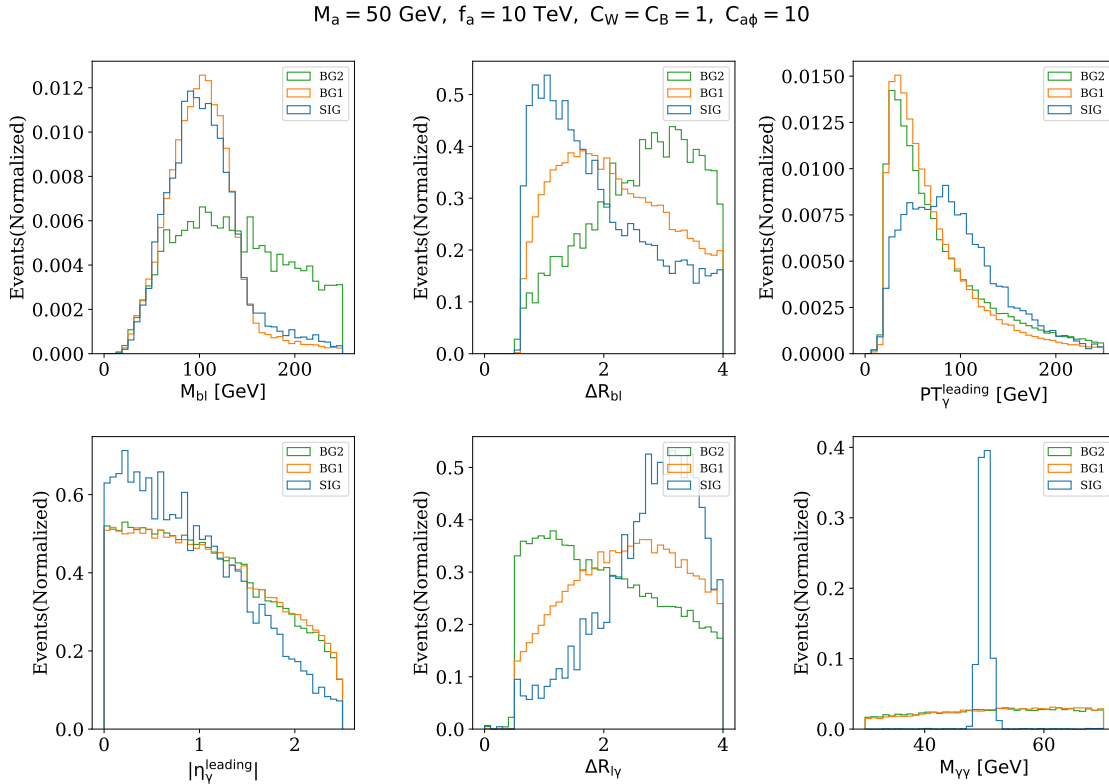 M_a = 50 GeV, f_a = 10 TeV, C_W = C_B = 1, C_aϕ = 10
Events(Normalized)
0.012
0.010
0.008
0.006
0.004
0.002
0.000
0 100 200
M_bl [GeV]
BG2
BG1
SIG
Events(Normalized)
0.5
0.4
0.3
0.2
0.1
0.0
0 2 4
ΔR_bl
BG2
BG1
SIG
Events(Normalized)
0.0150
0.0125
0.0100
0.0075
0.0050
0.0025
0.0000
0 100 200
PT_γ^leading [GeV]
BG2
BG1
SIG
Events(Normalized)
0.6
0.4
0.2
0.0
0 1 2
|η_γ^leading|
BG2
BG1
SIG
Events(Normalized)
0.5
0.4
0.3
0.2
0.1
0.0
0 2 4
ΔR_lγ
BG2
BG1
SIG
Events(Normalized)
0.4
0.3
0.2
0.1
0.0
40 60
M_γγ [GeV]
BG2
BG1
SIG